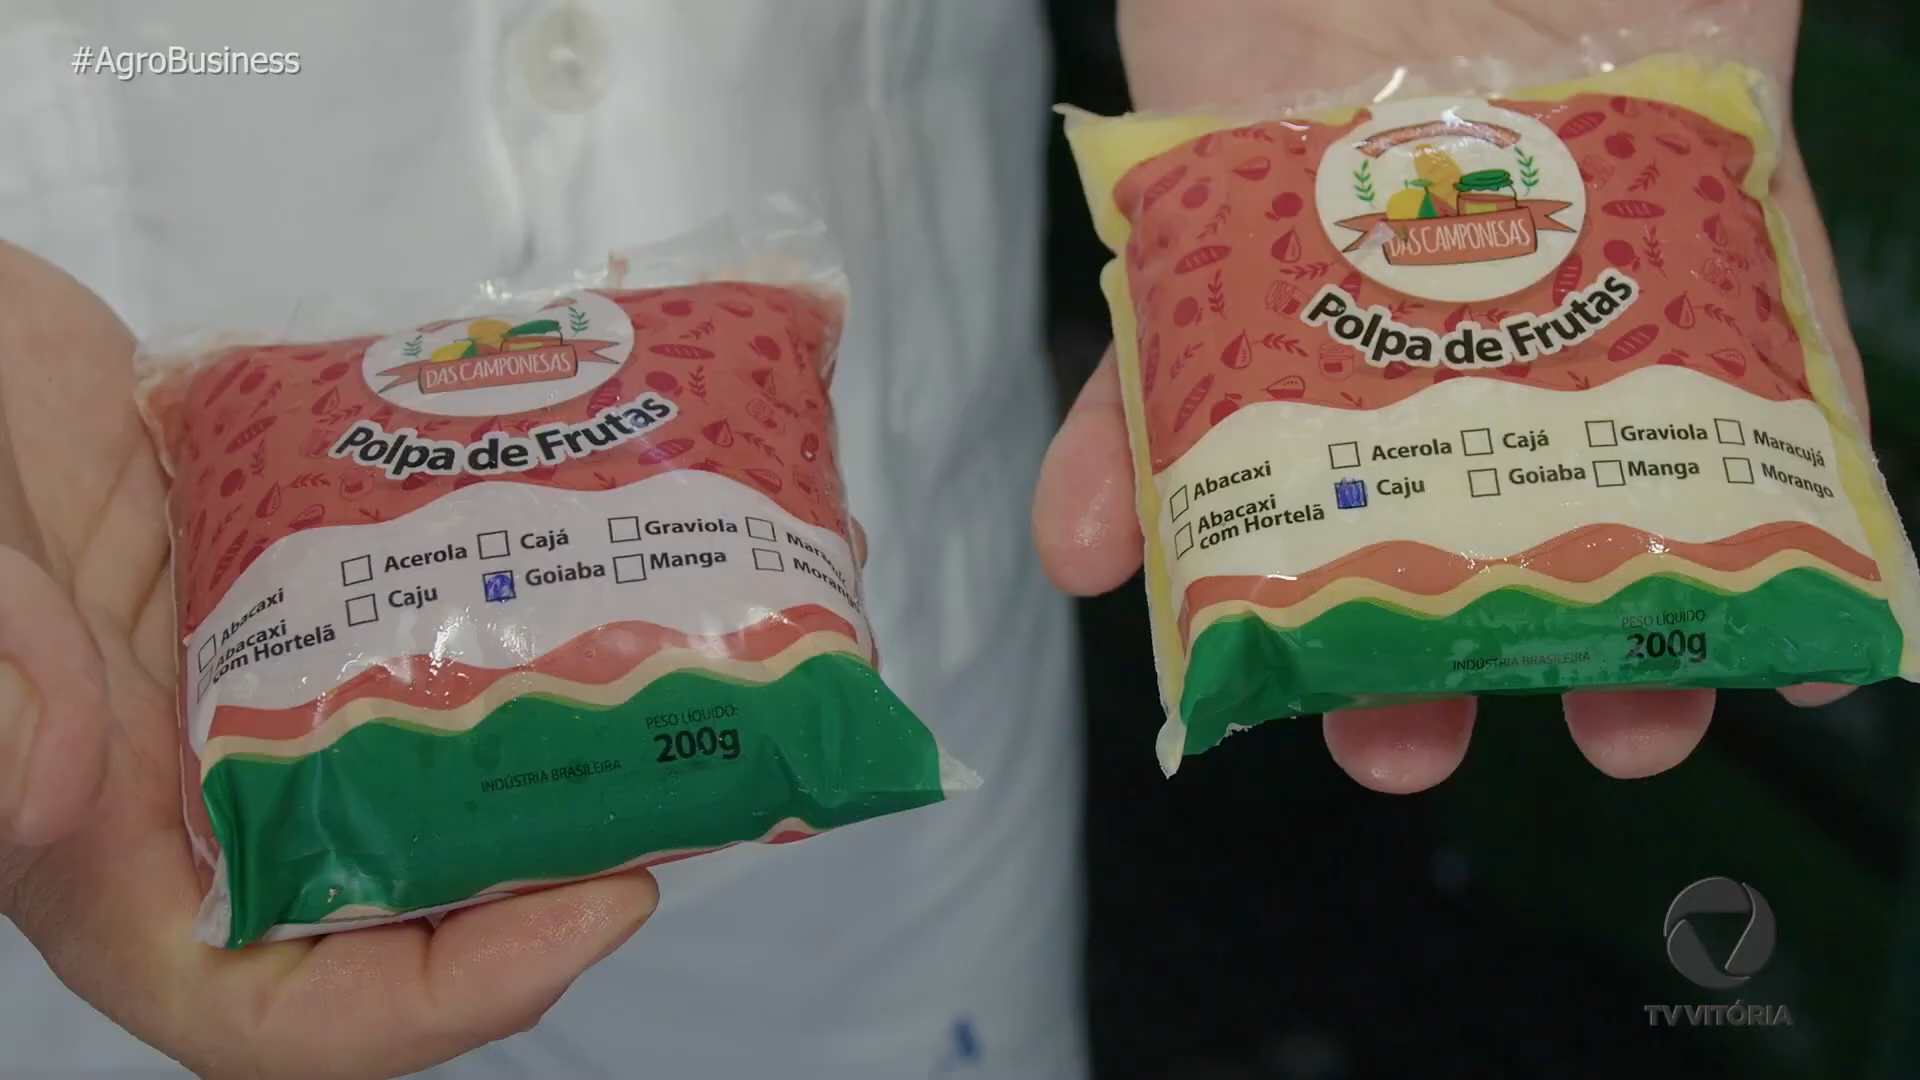 #AgroBusiness
DAS CAMPONESAS
Polpa de Frutas
Abacaxi
Abacaxi com Hortelã
Acerola
Caju
Cajá
Goiaba
Graviola
Manga
Morango
PESO LÍQUIDO:
200g
INDÚSTRIA BRASILEIRA
DAS CAMPONESAS
Polpa de Frutas
Abacaxi
Abacaxi
com Hortelã
Acerola
Caju
Cajá
Goiaba
Graviola
Manga
Maracujá
Morango
PESO LÍQUIDO
200g
INDÚSTRIA BRASILEIRA
TV VITÓRIA